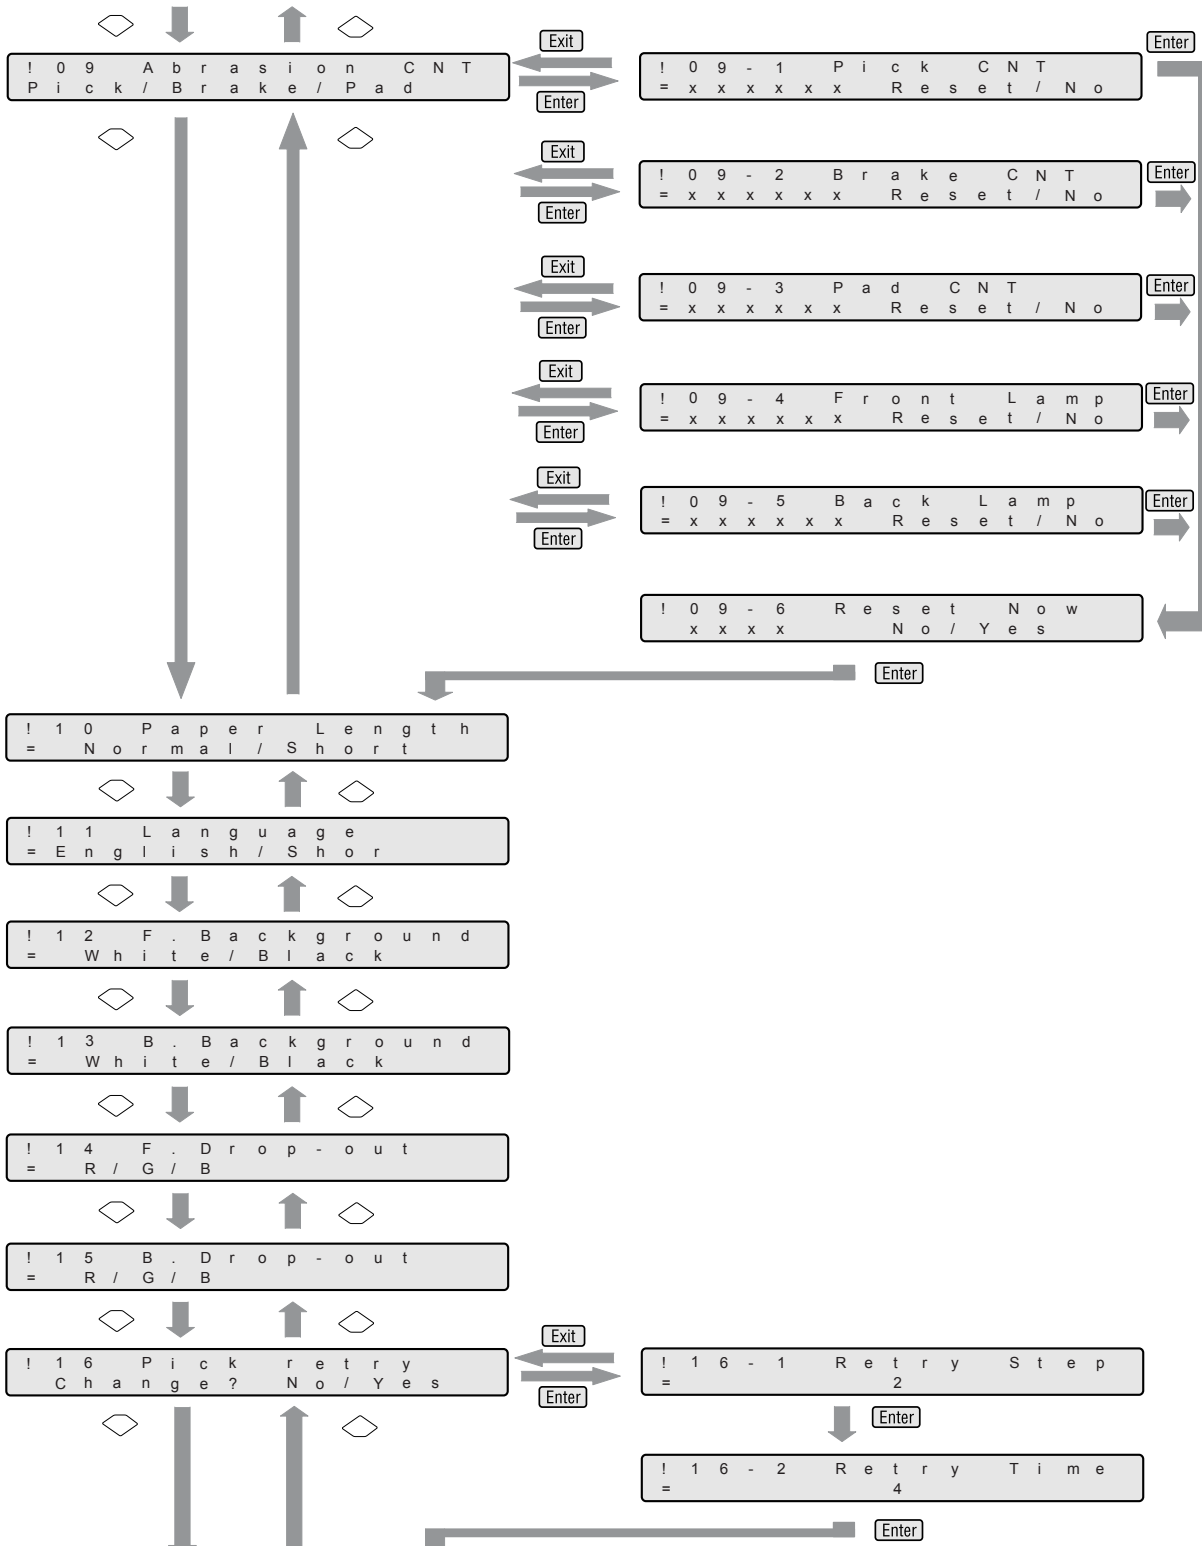 Exit
Enter
! 09 Abrasion CNT
Pick/Brake/Pad
! 09-1 Pick CNT
=xxxxxx Reset/No
Enter
Exit
! 09-2 Brake CNT
=xxxxxx Reset/No
Enter
Enter
Exit
! 09-3 Pad CNT
=xxxxxx Reset/No
Enter
Enter
Exit
! 09-4 Front Lamp
=xxxxxx Reset/No
Enter
Enter
Exit
! 09-5 Back Lamp
=xxxxxx Reset/No
Enter
Enter
! 09-6 Reset Now
xxxx No/Yes
Enter
! 10 Paper Length
= Normal/Short
! 11 Language
=English/Shor
! 12 F.Background
= White/Black
! 13 B.Background
= White/Black
! 14 F.Drop-out
= R/G/B
! 15 B.Drop-out
= R/G/B
Exit
! 16 Pick retry
Change? No/Yes
! 16-1 Retry Step
= 2
Enter
Enter
! 16-2 Retry Time
= 4
Enter